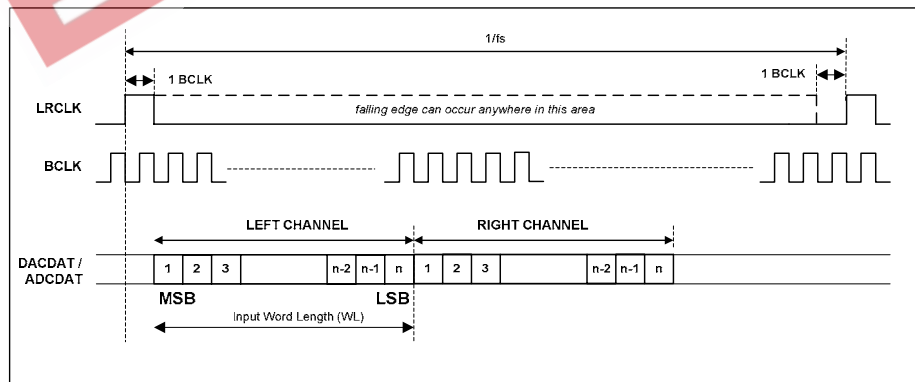 1/fs
1 BCLK
1 BCLK
LRCLK
falling edge can occur anywhere in this area
BCLK
LEFT CHANNEL
RIGHT CHANNEL
DACDAT /
ADCDAT
1 2 3 n-2 n-1 n 1 2 3 n-2 n-1 n
MSB
LSB
Input Word Length (WL)